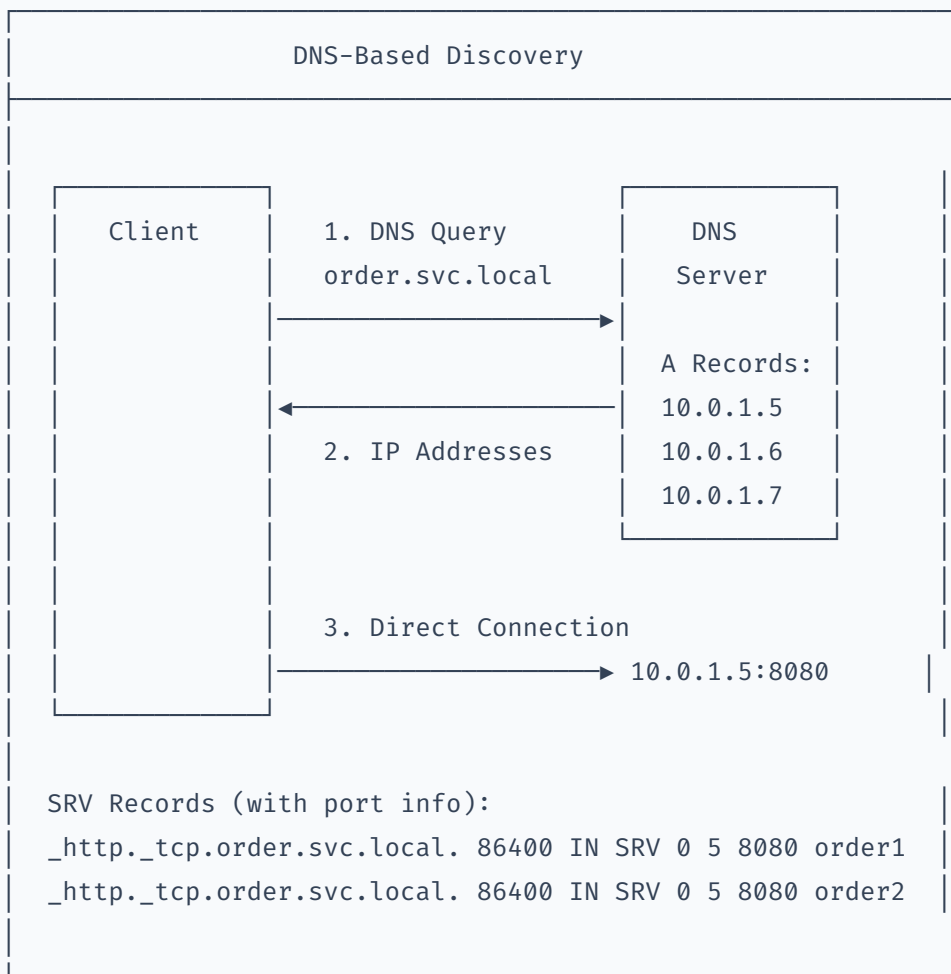 DNS-Based Discovery
Client
1. DNS Query
order.svc.local
DNS
Server
A Records:
10.0.1.5
10.0.1.6
10.0.1.7
2. IP Addresses
3. Direct Connection
10.0.1.5:8080
SRV Records (with port info):
_http._tcp.order.svc.local. 86400 IN SRV 0 5 8080 order1
_http._tcp.order.svc.local. 86400 IN SRV 0 5 8080 order2